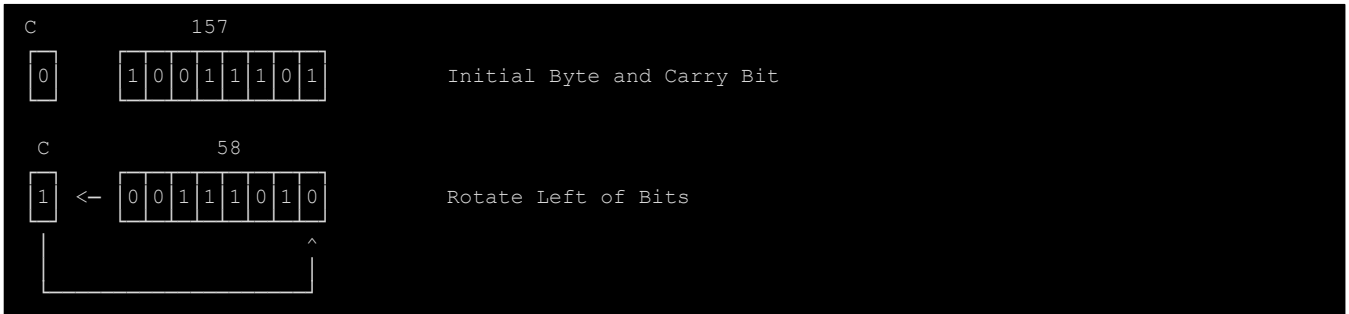 C 157
0 1 0 0 1 1 1 0 1 Initial Byte and Carry Bit
C 58
1 <— 0 0 1 1 1 0 1 0 Rotate Left of Bits
^